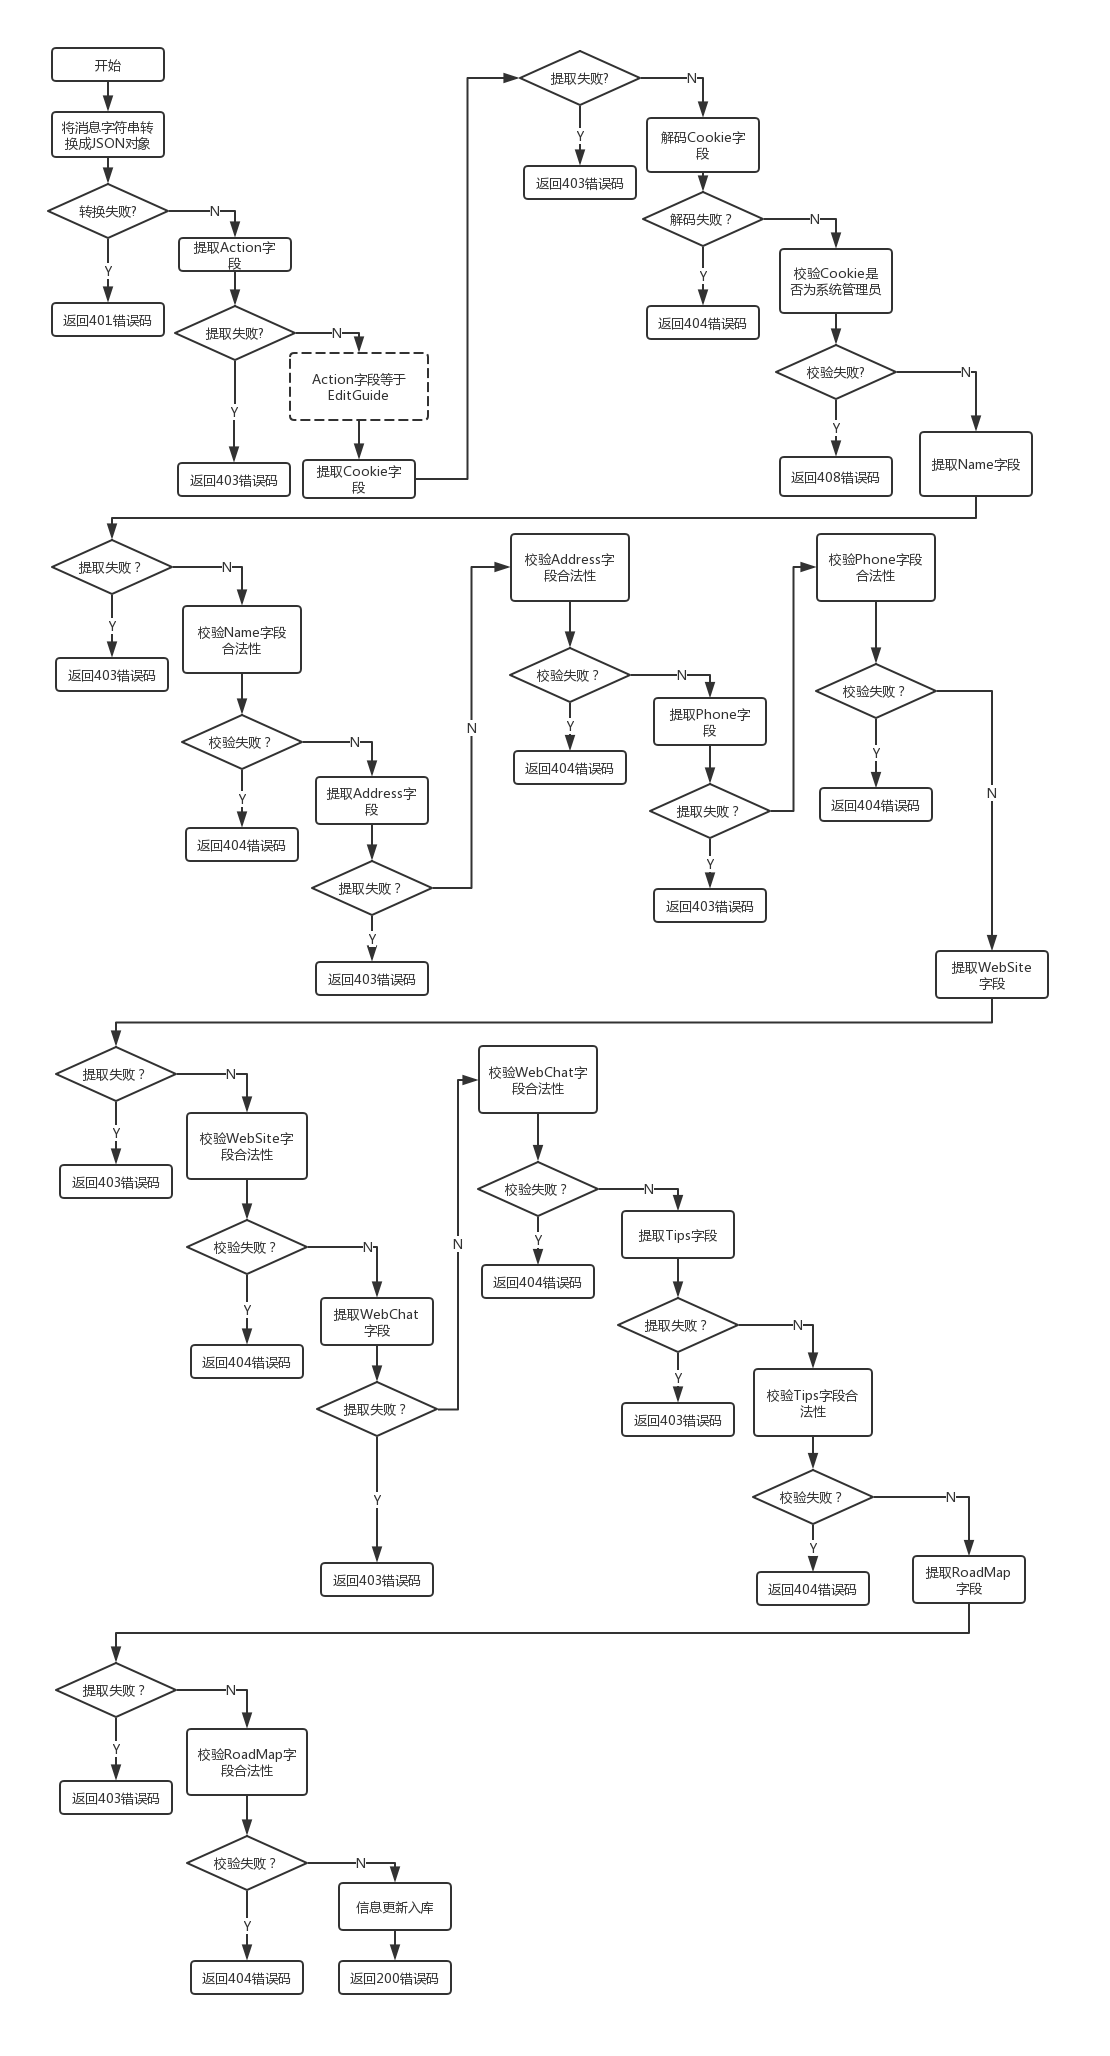 开始
将消息字符串转
换成JSON对象
转换失败?
N
Y
返回401错误码
提取Action字
段
提取失败?
N
Y
返回403错误码
Action字段等于
EditGuide
提取Cookie字
段
提取失败?
N
Y
返回403错误码
解码Cookie字
段
解码失败？
N
Y
返回404错误码
校验Cookie是
否为系统管理员
校验失败?
N
Y
返回408错误码
提取Name字段
提取失败？
N
Y
返回403错误码
校验Name字段
合法性
校验失败？
N
Y
返回404错误码
提取Address字
段
提取失败？
N
Y
返回403错误码
校验Address字
段合法性
校验失败？
N
Y
返回404错误码
提取Phone字
段
提取失败？
Y
返回403错误码
校验Phone字段
合法性
校验失败？
N
Y
返回404错误码
提取WebSite
字段
提取失败？
N
Y
返回403错误码
校验WebSite字
段合法性
校验失败？
N
Y
返回404错误码
提取WebChat
字段
提取失败？
N
Y
返回403错误码
校验WebChat字
段合法性
校验失败？
N
Y
返回404错误码
提取Tips字段
提取失败？
N
Y
返回403错误码
校验Tips字段合
法性
校验失败？
N
Y
返回404错误码
提取RoadMap
字段
提取失败？
N
Y
返回403错误码
校验RoadMap字
段合法性
校验失败？
N
Y
返回404错误码
信息更新入库
返回200错误码